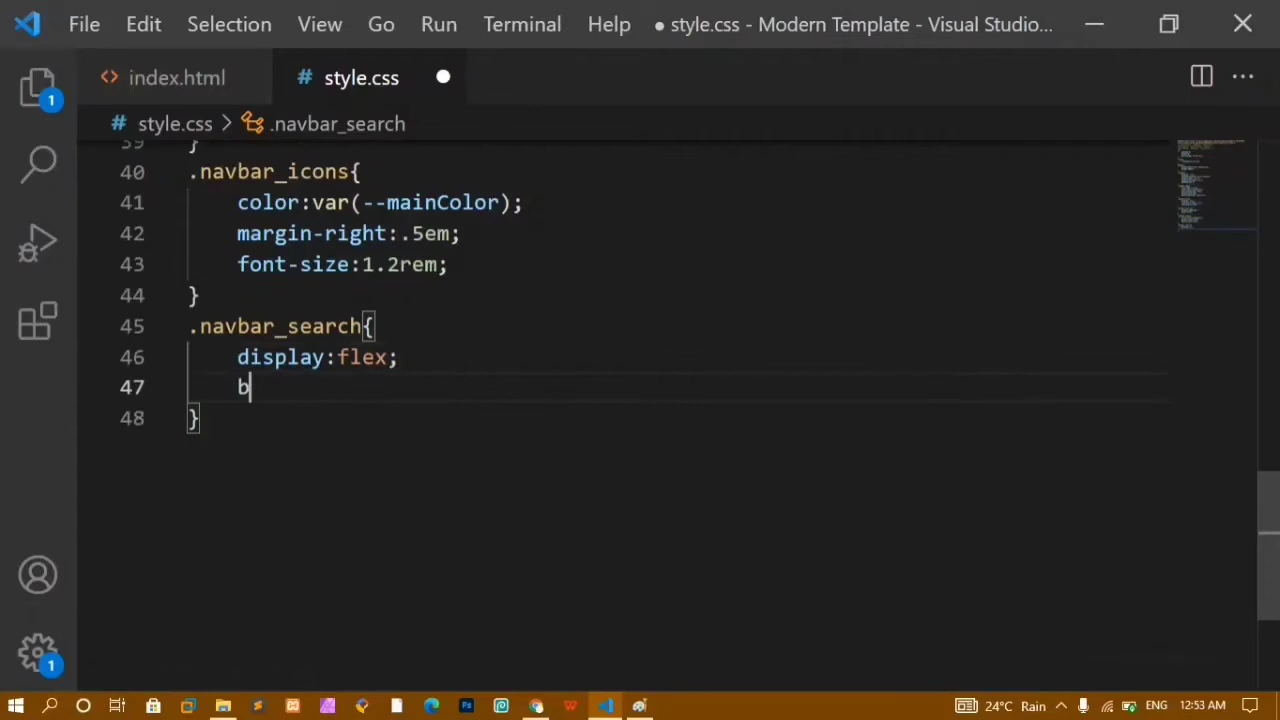 File Edit Selection View Go Run Terminal Help ● style.css - Modern Template - Visual Studio...
index.html # style.css
# style.css > .navbar_search
39 }
40 .navbar_icons{
41 color:var(--mainColor);
42 margin-right:.5em;
43 font-size:1.2rem;
44 }
45 .navbar_search{
46 display:flex;
47 b
48 }
1
1
24°C Rain ENG 12:53 AM